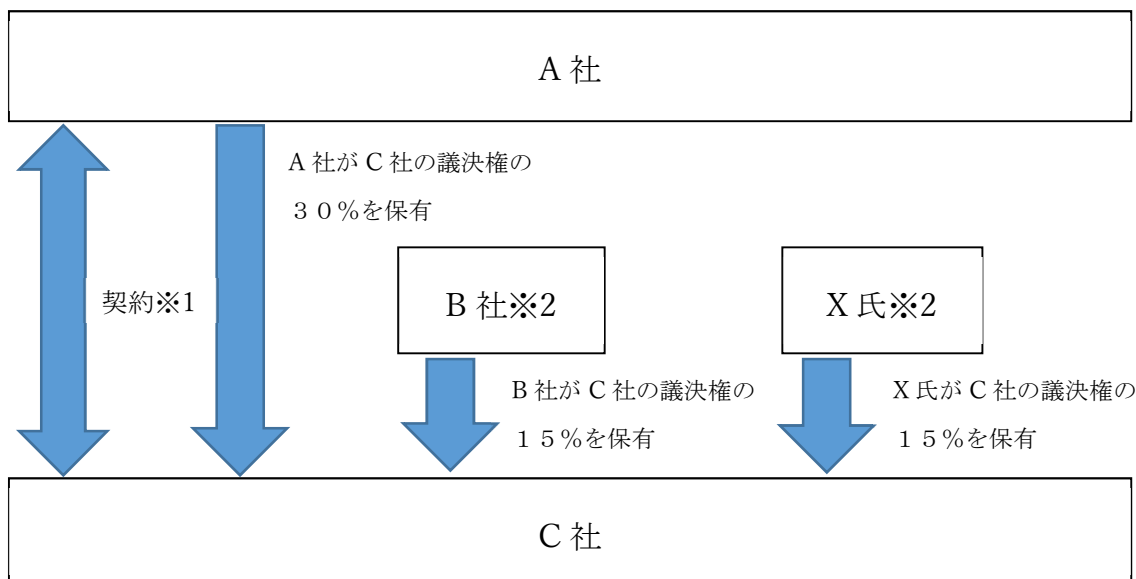 A 社
A 社が C 社の議決権の
３０%を保有
契約※1
B 社※2
X 氏※2
B 社が C 社の議決権の
１５%を保有
X 氏が C 社の議決権の
１５%を保有
C 社